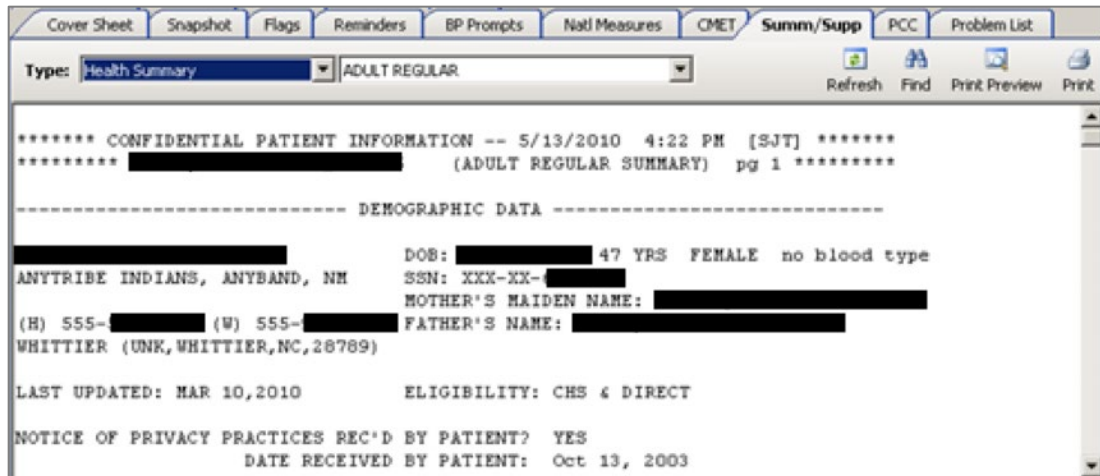 Cover Sheet Snapshot Flags Reminders BP Prompts Natl Measures CMET Summ/Supp PCC Problem List
Type: Health Summary ADULT REGULAR Refresh Find Print Preview Print
******* CONFIDENTIAL PATIENT INFORMATION -- 5/13/2010 4:22 PM [SJT] *******
********* (ADULT REGULAR SUMMARY) pg 1 *********
------------------------------ DEMOGRAPHIC DATA ------------------------------
DOB: 47 YRS FEMALE no blood type
ANYTRIBE INDIANS, ANYBAND, NM SSN: XXX-XX-
MOTHER'S MAIDEN NAME:
(H) 555- (W) 555- FATHER'S NAME:
WHITTIER (UNK,WHITTIER,NC,28789)
LAST UPDATED: MAR 10,2010 ELIGIBILITY: CHS & DIRECT
NOTICE OF PRIVACY PRACTICES REC'D BY PATIENT? YES
DATE RECEIVED BY PATIENT: Oct 13, 2003